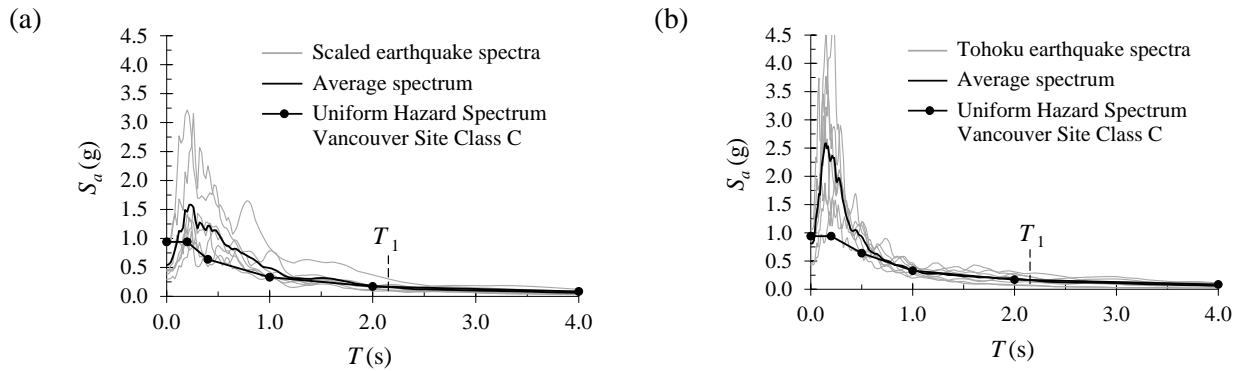 (a)
Scaled earthquake spectra
Average spectrum
Uniform Hazard Spectrum
Vancouver Site Class C
4.5
4.0
3.5
3.0
2.5
2.0
1.5
1.0
0.5
0.0
Sa (g)
T1
0.0 1.0 2.0 3.0 4.0
T (s)
(b)
Tohoku earthquake spectra
Average spectrum
Uniform Hazard Spectrum
Vancouver Site Class C
4.5
4.0
3.5
3.0
2.5
2.0
1.5
1.0
0.5
0.0
Sa (g)
T1
0.0 1.0 2.0 3.0 4.0
T (s)